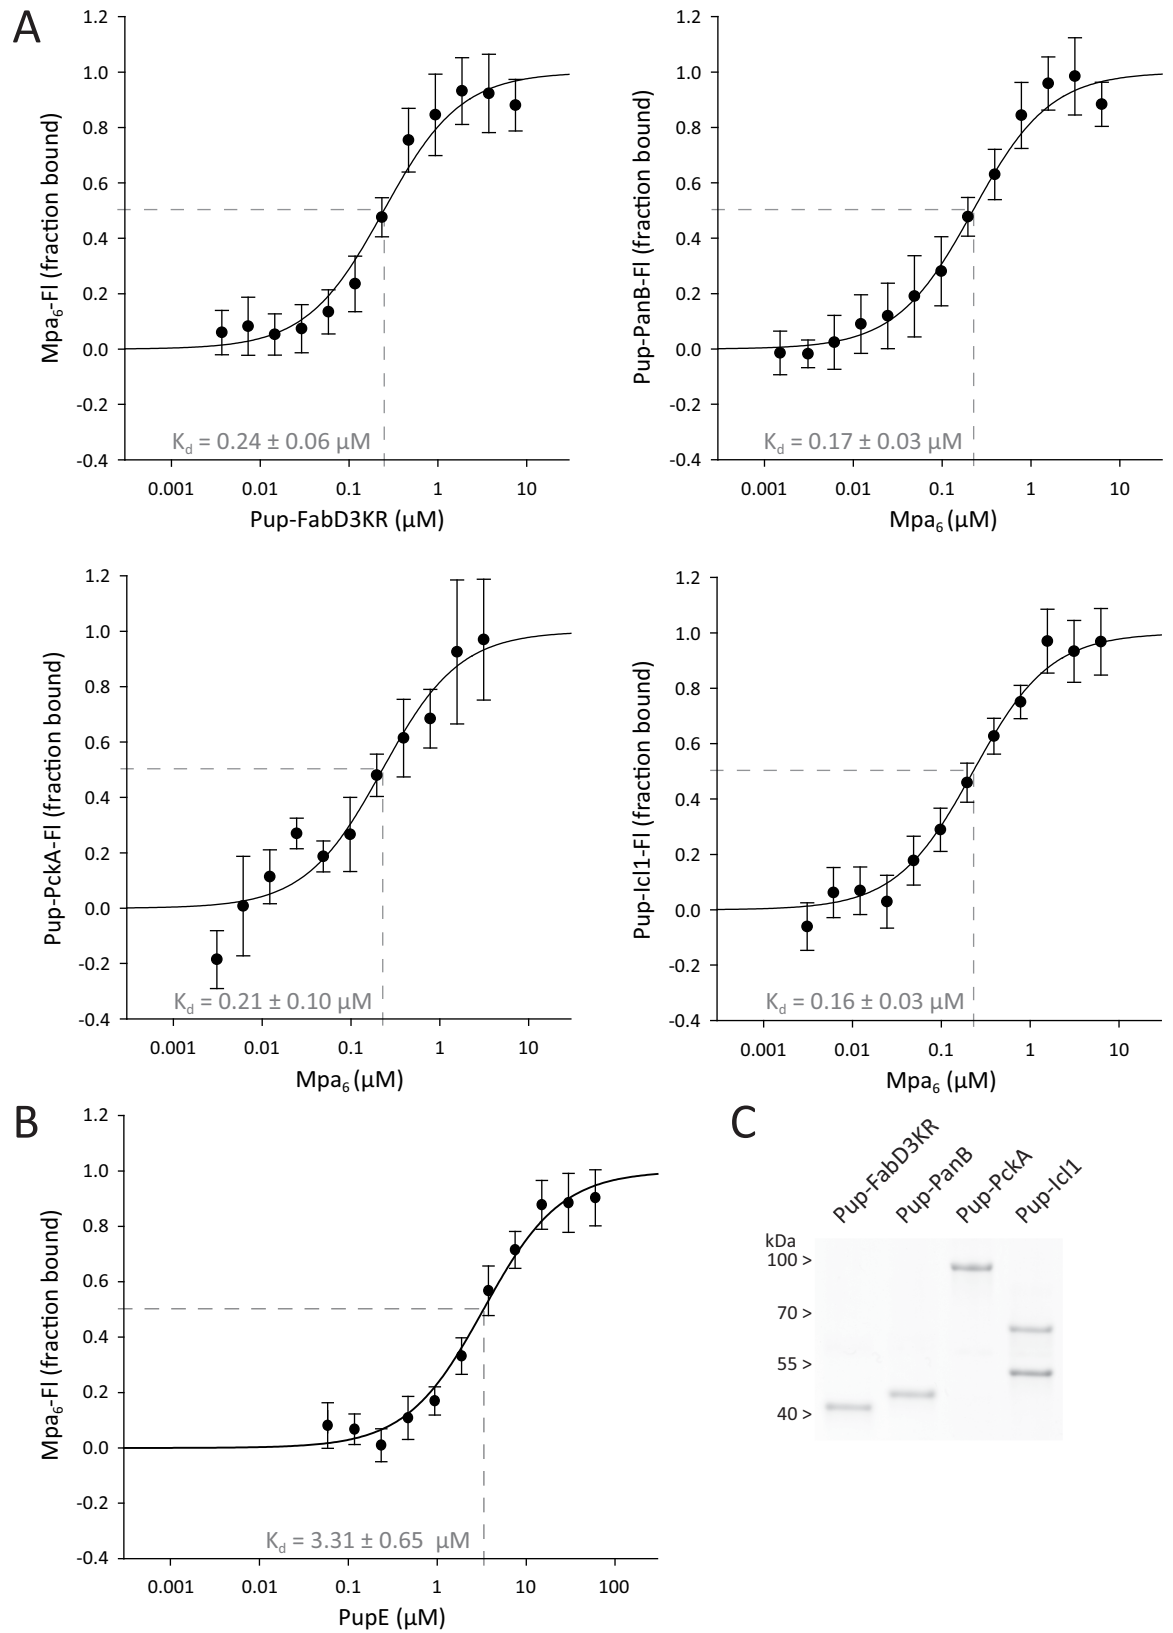 A
1.2
1.0
0.8
0.6
0.4
0.2
0.0
-0.2
-0.4
Mpa6-Fl (fraction bound)
Kd = 0.24 ± 0.06 µM
0.001 0.01 0.1 1 10
Pup-FabD3KR (µM)
1.2
1.0
0.8
0.6
0.4
0.2
0.0
-0.2
-0.4
Pup-PanB-Fl (fraction bound)
Kd = 0.17 ± 0.03 µM
0.001 0.01 0.1 1 10
Mpa6 (µM)
1.2
1.0
0.8
0.6
0.4
0.2
0.0
-0.2
-0.4
Pup-PckA-Fl (fraction bound)
Kd = 0.21 ± 0.10 µM
0.001 0.01 0.1 1 10
Mpa6 (µM)
1.2
1.0
0.8
0.6
0.4
0.2
0.0
-0.2
-0.4
Pup-Icl1-Fl (fraction bound)
Kd = 0.16 ± 0.03 µM
0.001 0.01 0.1 1 10
Mpa6 (µM)
B
1.2
1.0
0.8
0.6
0.4
0.2
0.0
-0.2
-0.4
Mpa6-Fl (fraction bound)
Kd = 3.31 ± 0.65 µM
0.001 0.01 0.1 1 10 100
PupE (µM)
C
Pup-FabD3KR
Pup-PanB
Pup-PckA
Pup-Icl1
kDa
100 >
70 >
55 >
40 >